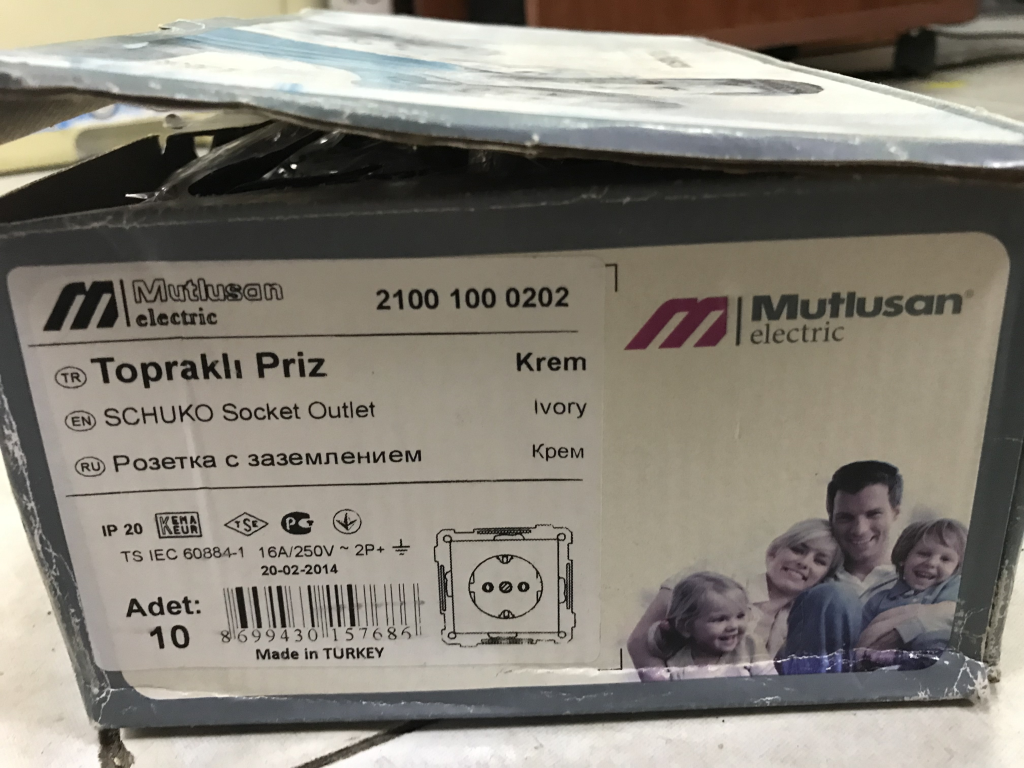 Mutlusan
electric
2100 100 0202
TR Topraklı Priz Krem
EN SCHUKO Socket Outlet Ivory
RU Розетка с заземлением Крем
IP 20 KEMA KEUR TSE PC
TS IEC 60884-1 16A/250V ~ 2P+
20-02-2014
Adet:
10
8 699430 157686
Made in TURKEY
Mutlusan®
electric